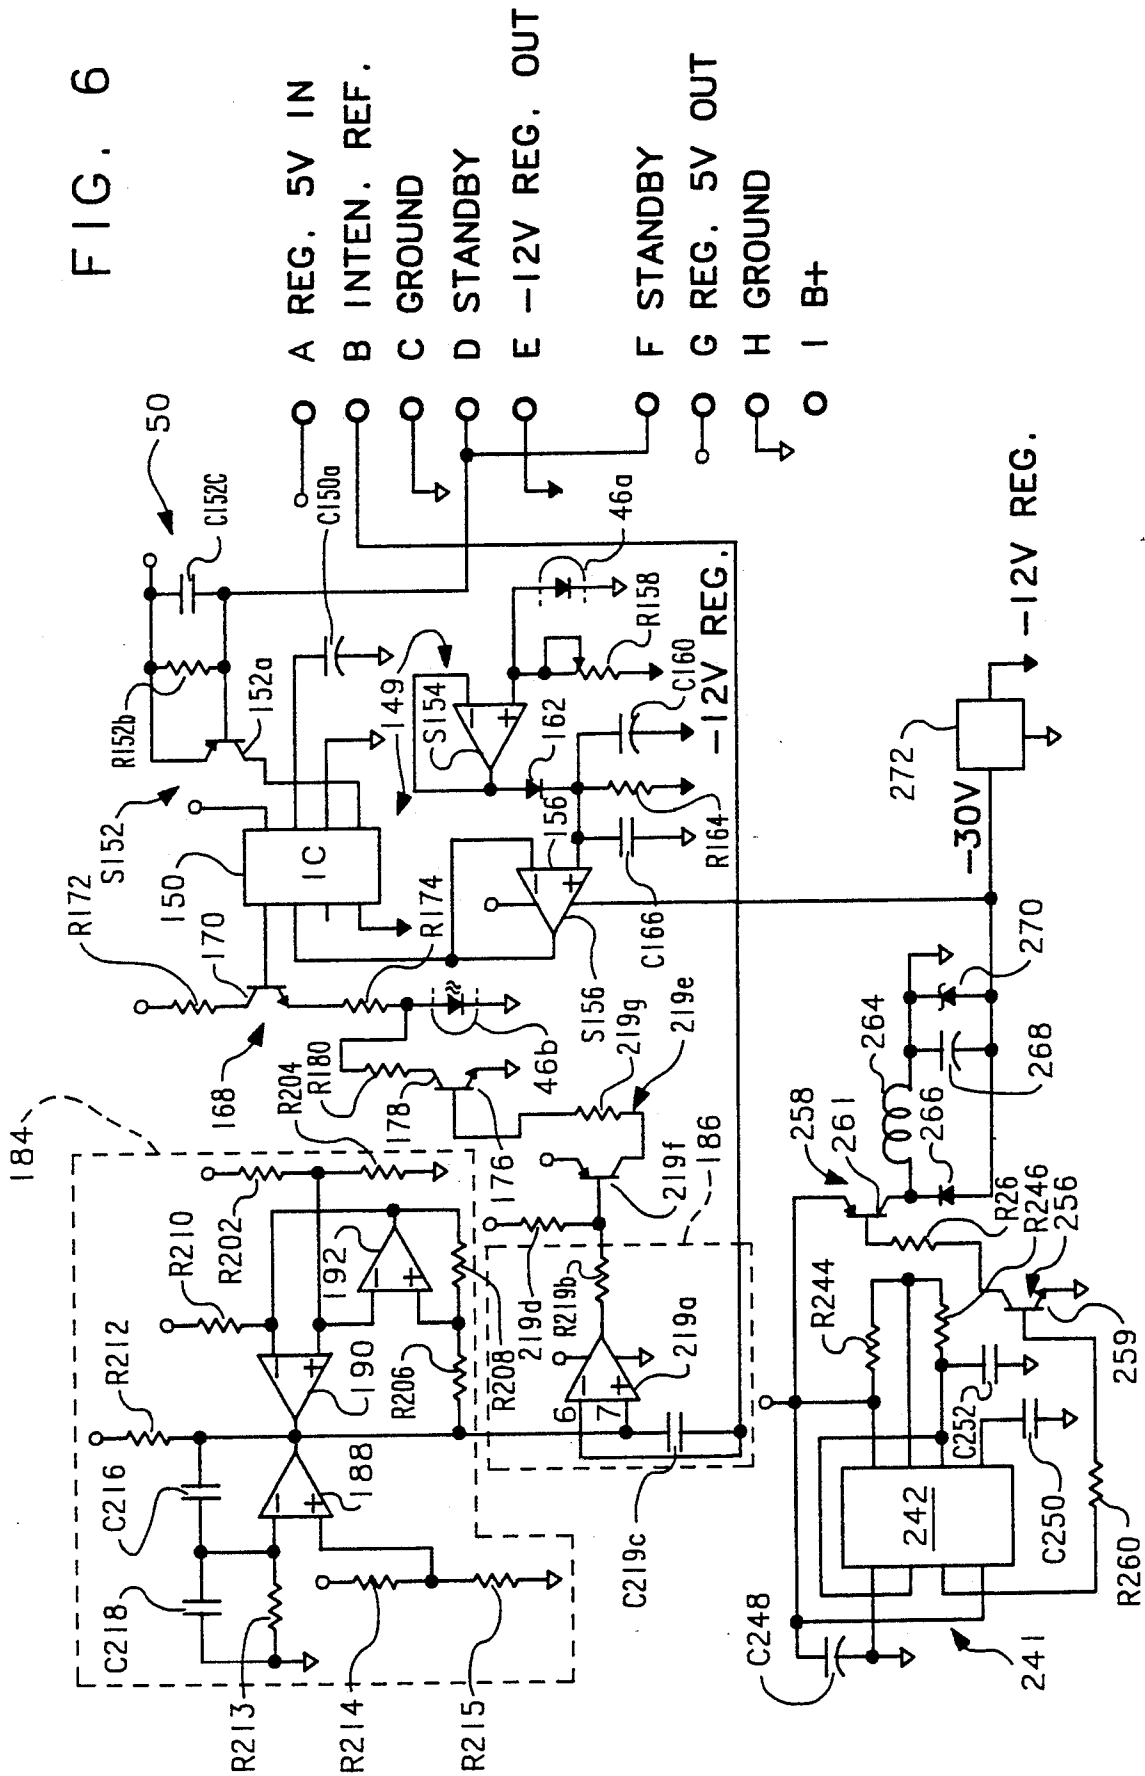 FIG. 6
A REG. 5V IN
B INTEN. REF.
C GROUND
D STANDBY
E -12V REG. OUT
F STANDBY
G REG. 5V OUT
H GROUND
I B+
50
C152C
R152b
152a
S152
C150a
150
IC
149
R172
170
R174
168
46b
S154
46a
R158
162
C160
-12V REG.
156
R164
C166
S156
R180
178
176
219g
219e
219f
186
184
R204
R202
R210
R212
192
190
R206
R208
188
C216
C218
R213
R214
R215
219d
R219b
219a
6
7
C219c
-30V
272
-12V REG.
270
264
268
266
258
261
R26
R246
256
259
R244
C252
C250
R260
242
C248
241